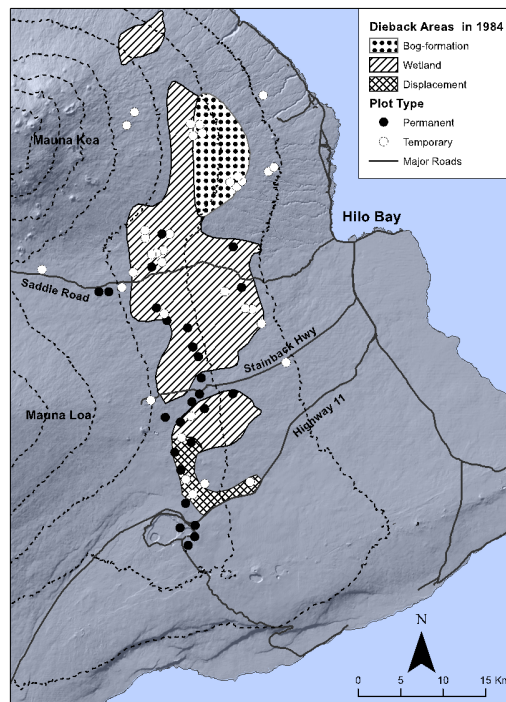 Dieback Areas in 1984
Bog-formation
Wetland
Displacement
Plot Type
Permanent
Temporary
Major Roads
Mauna Kea
Hilo Bay
Saddle Road
Stainback Hwy
Mauna Loa
Highway 11
N
0 5 10 15 Km